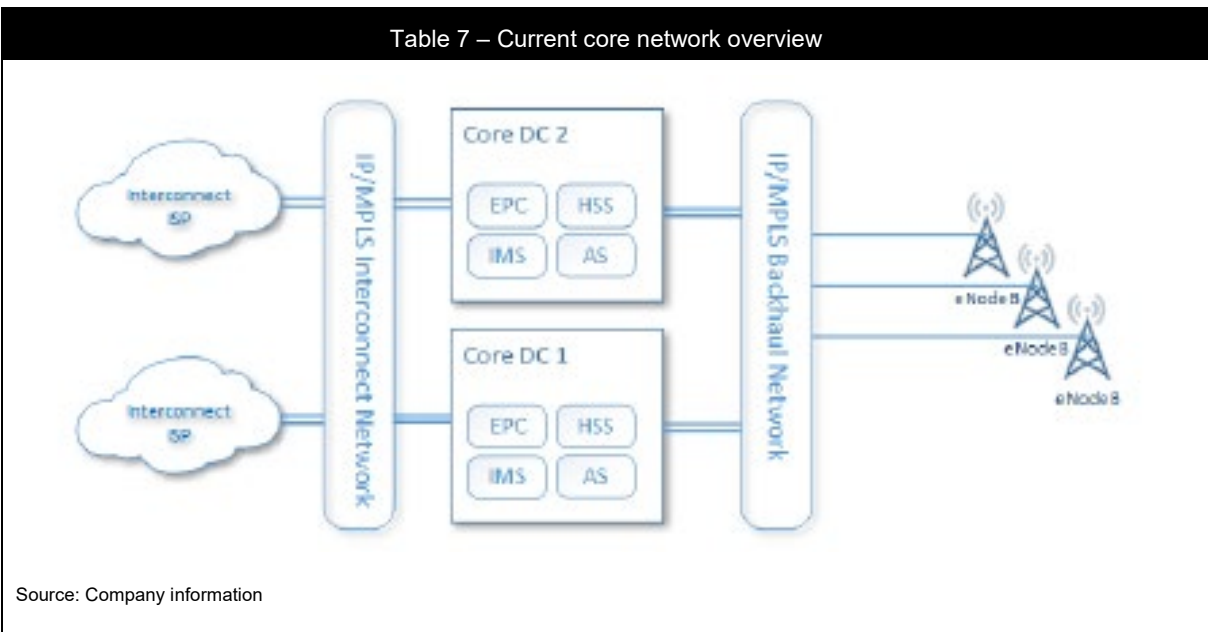 Table 7 – Current core network overview
Interconnect
ISP
IP/MPLS Interconnect Network
Core DC 2
EPC
HSS
IMS
AS
IP/MPLS Backhaul Network
eNode B
eNode B
eNode B
Interconnect
ISP
Core DC 1
EPC
HSS
IMS
AS
Source: Company information